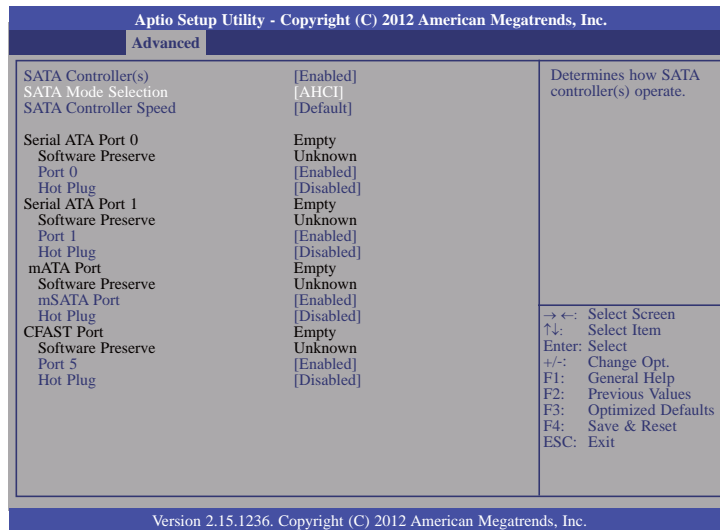 Aptio Setup Utility - Copyright (C) 2012 American Megatrends, Inc.
Advanced
SATA Controller(s) [Enabled]
SATA Mode Selection [AHCI]
SATA Controller Speed [Default]
Serial ATA Port 0 Empty
Software Preserve Unknown
Port 0 [Enabled]
Hot Plug [Disabled]
Serial ATA Port 1 Empty
Software Preserve Unknown
Port 1 [Enabled]
Hot Plug [Disabled]
mATA Port Empty
Software Preserve Unknown
mSATA Port [Enabled]
Hot Plug [Disabled]
CFAST Port Empty
Software Preserve Unknown
Port 5 [Enabled]
Hot Plug [Disabled]
Determines how SATA
controller(s) operate.
→ ←: Select Screen
↑↓: Select Item
Enter: Select
+/-: Change Opt.
F1: General Help
F2: Previous Values
F3: Optimized Defaults
F4: Save & Reset
ESC: Exit
Version 2.15.1236. Copyright (C) 2012 American Megatrends, Inc.